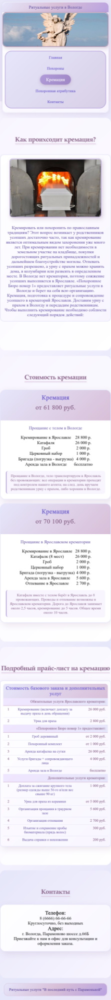 Ритуальные услуги в Вологде
Главная
Похороны
Кремация
Похоронная атрибутика
Контакты
Как происходит кремация?
Кремировать или похоронить по православным
традициям? Этот вопрос возникает у родственников
усопших достаточно часто, так как кремирование
является оптимальным видом захоронения уже много
лет. При кремировании нет необходимости в
земельном участке на кладбище, покупки
дорогостоящих ритуальных принадлежностей и
дальнейшем благоустройстве могилы. Отпевать
усопших разрешено, а урну с прахом можно хранить
дома, в колумбарии или развеять в определенном
месте. В Вологде нет крематория, поэтому сожжение
усопших выполняется в Ярославле. «Похоронное
Бюро номер 1» предоставляет ритуальные услуги в
Вологде и берет на себя всю организацию.
Кремация, подготовка к процедуре и сопровождение
усопшего в крематорий Ярославля. Доставим урну с
прахом в Вологду и передадим родственникам.
Чтобы выполнить кремирование необходимо соблюсти
следующий порядок действий:
Стоимость кремации
Кремация
от 61 800 руб.
Прощание с телом в Вологде
Кремирование в Ярославле 28 800 р.
Катафалк 26 000 р.
Гроб 2 000 р.
Церковный набор 1 000 р.
Бригада (погрузка - выгрузка) 4 000 р.
Аренда зала в Вологде бесплатно
Прощание в Вологде, тело транспортируем в Ярославль
без провожающих: все операции в крематории проходят
под контролем нашего агента; на след. день вручаем
родственникам урну с прахом, либо хороним в Вологде.
Кремация
от 70 100 руб.
Прощание в Ярославском крематории
Кремирование в Ярославле 28 800 р.
Катафалк (8 мест) 26 000 р.
Гроб 2 000 р.
Церковный набор 1 000 р.
Бригада (погрузка - выгрузка) 4 000 р.
Аренда зала в Ярославле 5 600 р.
Отпевание в Ярославле 2 700 р.
Катафалк вместе с телом берёт в Ярославль до 8
провожающих. Проводы и отпевание возможны в
Ярославском крематории. Дорога до Ярославля занимает
около 2,5 часов, кремирование до 5 часов. Общее время
около 10 часов.
Подробный прайс-лист на кремацию
Стоимость базового заказа и дополнительных
услуг
Обязательные услуги Ярославского крематория:
1 Кремирование (включает доплату за 26 000 руб.
выдачу праха в день обращения)
2 Урна для праха 2 800 руб.
«Похоронное Бюро номер 1» предоставляет:
1 Гроб деревянный от 2 000 руб.
2 Похоронный комплект от 1 000 руб.
3 Аренда катафалка на сутки 26 000 руб.
4 Услуги бригады + сопровождающего 4 000 руб.
лица
5 Аренда зала в Вологде бесплатно
Дополнительные услуги крематория:
1 Доплата за сжигание крупного тела 1 000 руб.
(размер одежды выше 56-го и/или вес
свыше 90 кг)
2 Урна для праха из керамики от 5 000 руб.
3 Организация прощания в траурном 5 600 руб.
зале
4 Организация отпевания 2 700 руб.
5 Изъятие и сохранение пробы 300 руб.
биоматериала (прядь волос)
6 Выдача справки о невложении 200 руб.
Контакты
Телефон:
8 (6666) 66-66-66
Круглосуточно, без выходных
Адрес:
г. Вологда, Парамоново шоссе д.66Б
Приезжайте к нам в офис для консультации и
оформления заказа.
Ритуальные услуги "В последний путь с Парамонькой"